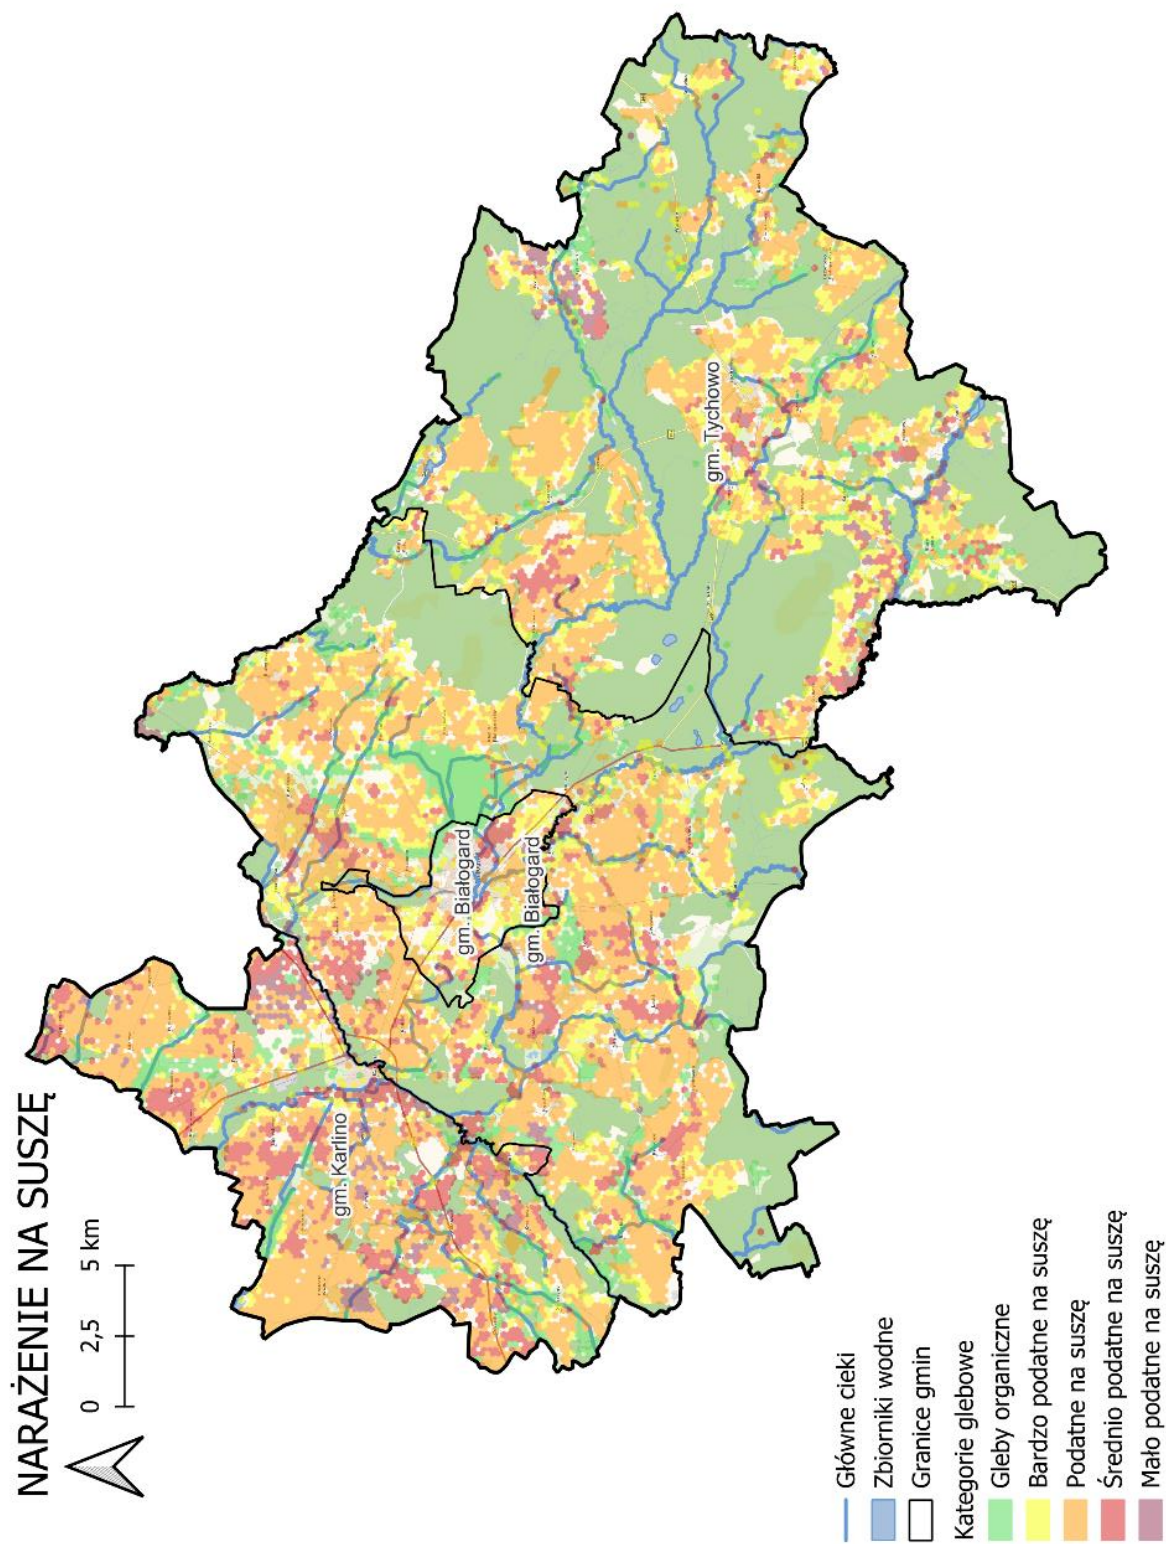 NARAŻENIE NA SUSZĘ
0 2,5 5 km
gm. Karlino
gm. Białogard
gm. Białogard
gm. Tychowo
Główne cieki
Zbiorniki wodne
Granice gmin
Kategorie glebowe
Gleby organiczne
Bardzo podatne na suszę
Podatne na suszę
Średnio podatne na suszę
Mało podatne na suszę